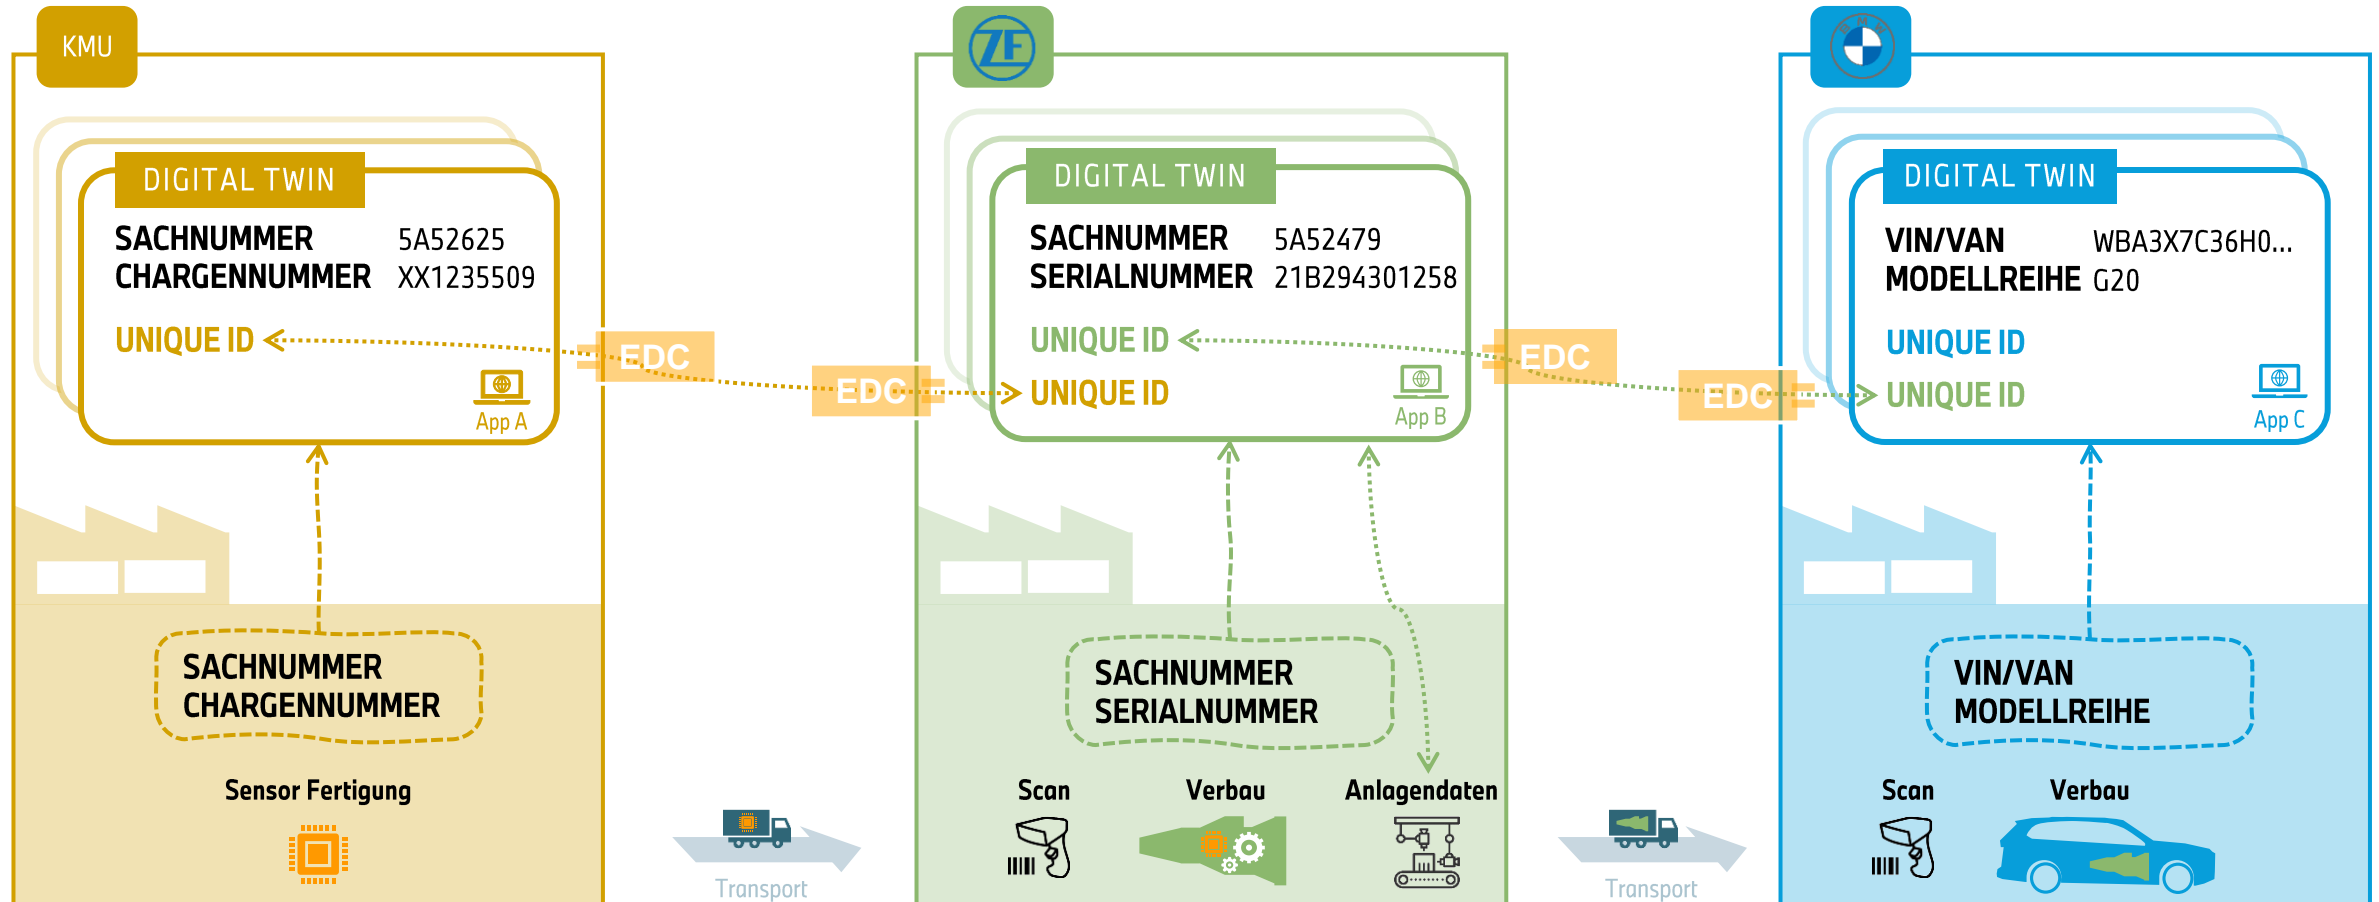 KMU
DIGITAL TWIN
SACHNUMMER 5A52625
CHARGENNUMMER XX1235509
UNIQUE ID
App A
EDC
EDC
SACHNUMMER
CHARGENNUMMER
Sensor Fertigung
Transport
ZF
DIGITAL TWIN
SACHNUMMER 5A52479
SERIALNUMMER 21B294301258
UNIQUE ID
UNIQUE ID
App B
EDC
EDC
SACHNUMMER
SERIALNUMMER
Scan
Verbau
Anlagendaten
Transport
BMW
DIGITAL TWIN
VIN/VAN WBA3X7C36H0...
MODELLREIHE G20
UNIQUE ID
UNIQUE ID
App C
VIN/VAN
MODELLREIHE
Scan
Verbau